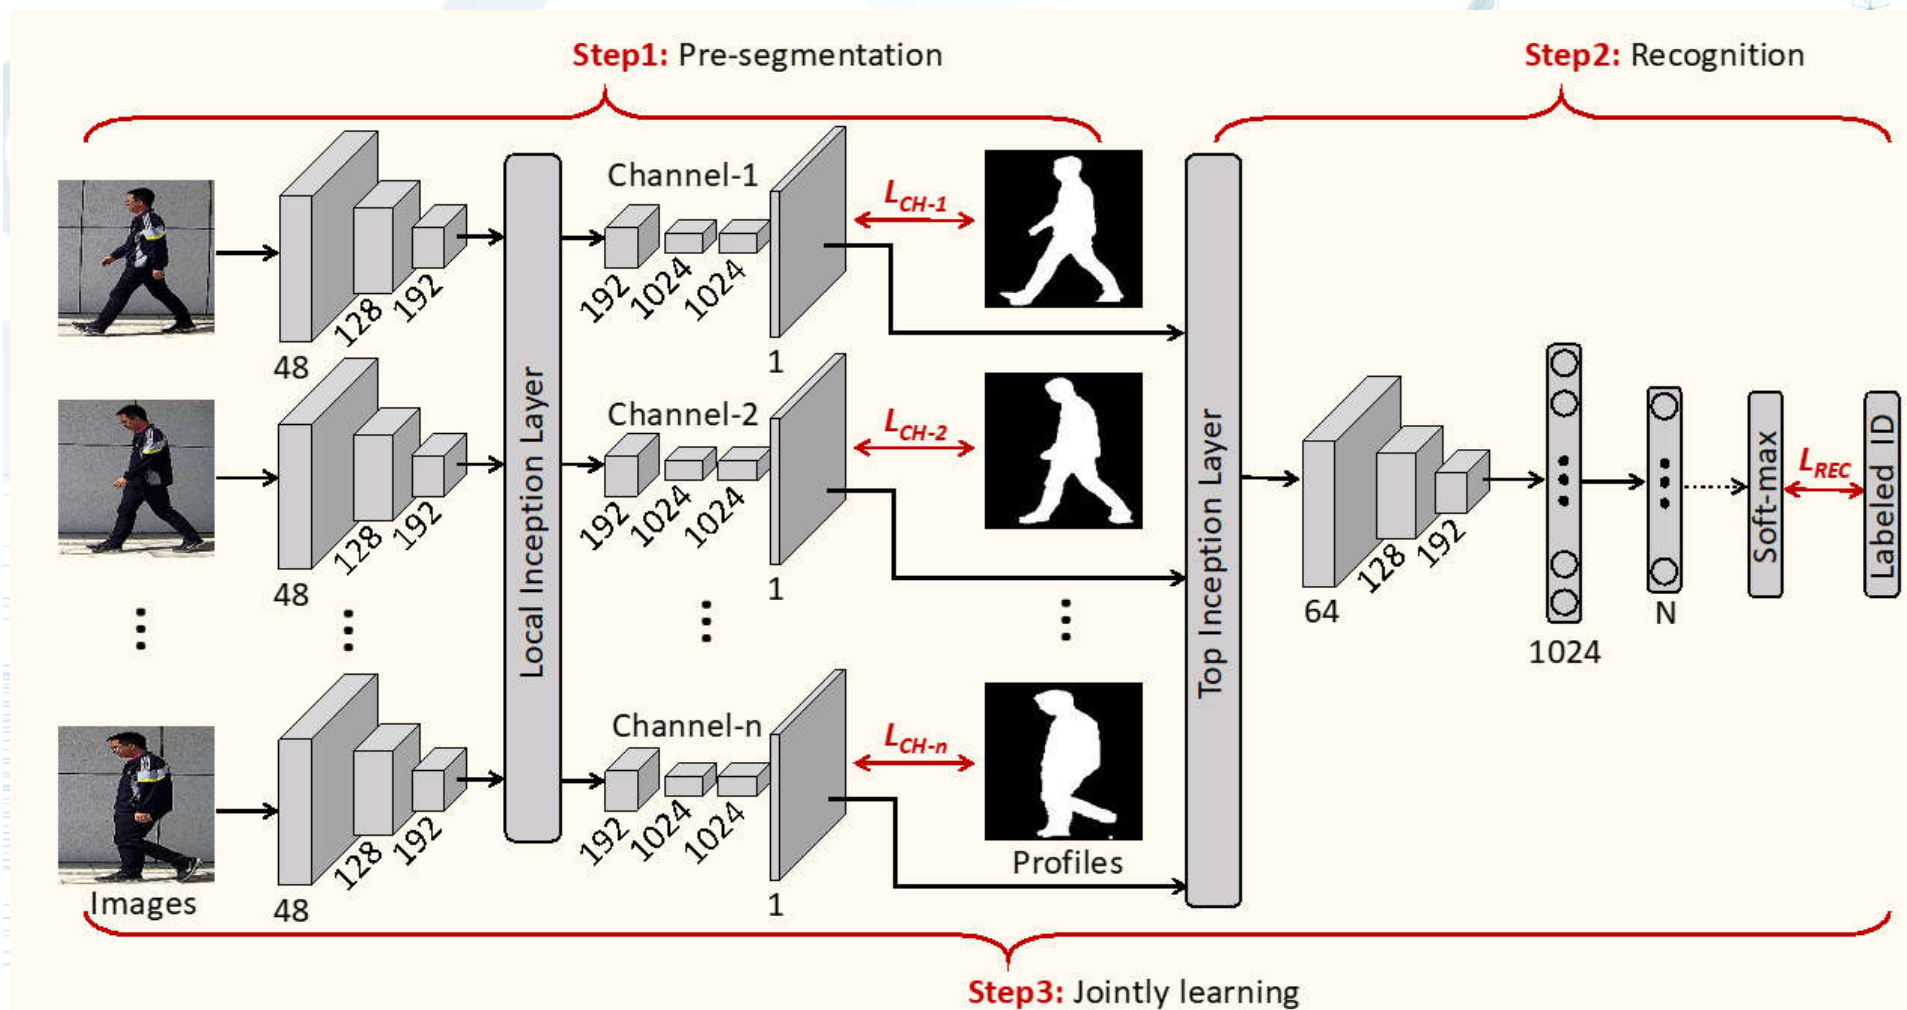 Step1: Pre-segmentation
Step2: Recognition
Channel-1
L_CH-1
48
128
192
192
1024
1024
1
Local Inception Layer
Channel-2
L_CH-2
48
128
192
192
1024
1024
1
Top Inception Layer
64
128
192
1024
N
Soft-max
L_REC
Labeled ID
Channel-n
L_CH-n
48
128
192
192
1024
1024
1
Images
Profiles
Step3: Jointly learning